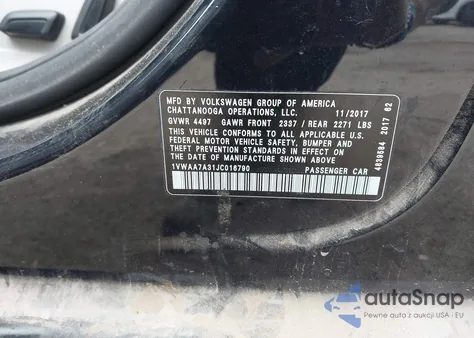 MFD BY VOLKSWAGEN GROUP OF AMERICA
CHATTANOOGA OPERATIONS, LLC. 11/2017
GVWR 4497 GAWR FRONT 2337 / REAR 2271 LBS
THIS VEHICLE CONFORMS TO ALL APPLICABLE U.S.
FEDERAL MOTOR VEHICLE SAFETY, BUMPER AND
THEFT PREVENTION STANDARDS IN EFFECT ON THE
DATE OF MANUFACTURE SHOWN ABOVE.
1VWAA7A31JC016790 PASSENGER CAR
4839684 2017 62
autoSnap
Pewne auta z aukcji USA i EU